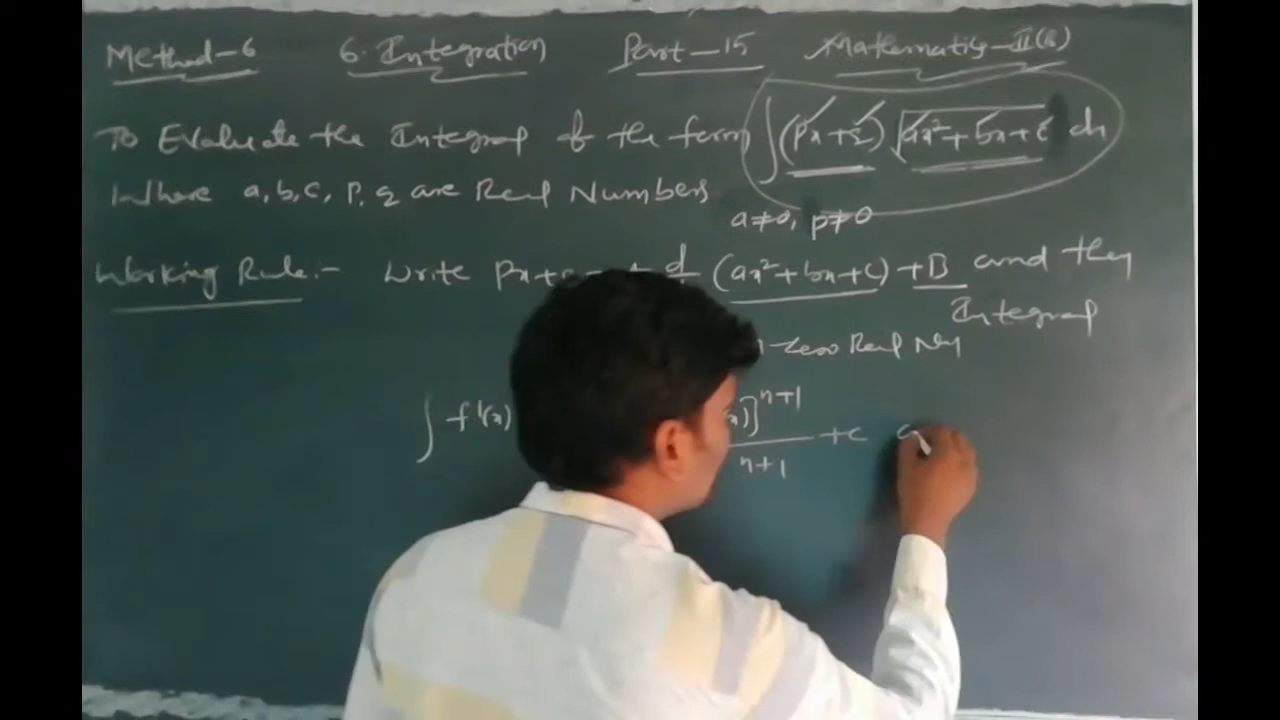 Method-6 6. Integration Part-15 Mathematics-II(B)
To Evaluate the Integral of the form ∫(px+q)√ax²+bx+c dx
Where a,b,c,p,q are Real Numbers
a≠0, p≠0
Working Rule:- Write px+ d (ax²+bx+c)+B and then
Integral
zero Real
∫ f'(x) x)]ⁿ⁺¹
n+1 +c